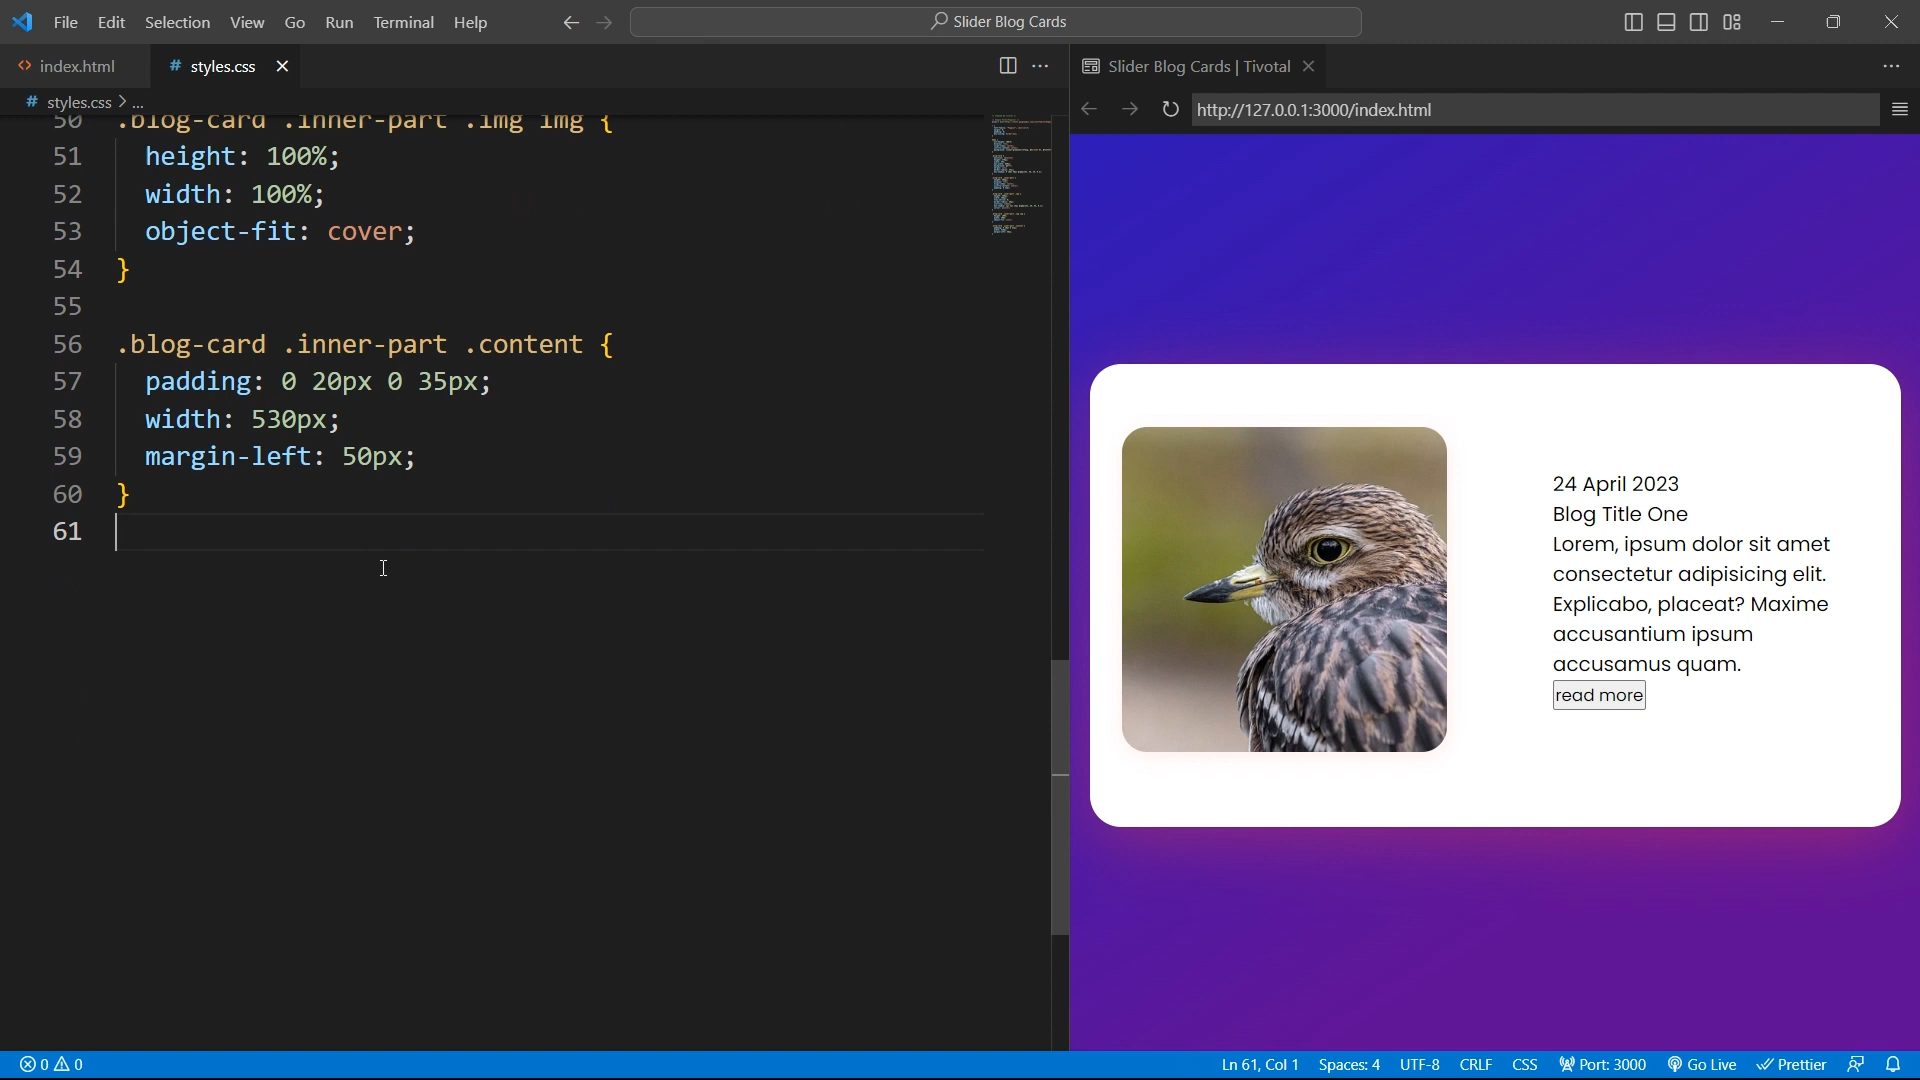 File Edit Selection View Go Run Terminal Help
Slider Blog Cards
index.html
# styles.css
Slider Blog Cards | Tivotal
# styles.css > ...
http://127.0.0.1:3000/index.html
50 .blog-card .inner-part .img img {
51 height: 100%;
52 width: 100%;
53 object-fit: cover;
54 }
55
56 .blog-card .inner-part .content {
57 padding: 0 20px 0 35px;
58 width: 530px;
59 margin-left: 50px;
60 }
61
24 April 2023
Blog Title One
Lorem, ipsum dolor sit amet
consectetur adipisicing elit.
Explicabo, placeat? Maxime
accusantium ipsum
accusamus quam.
read more
0 0
Ln 61, Col 1 Spaces: 4 UTF-8 CRLF CSS Port: 3000 Go Live Prettier